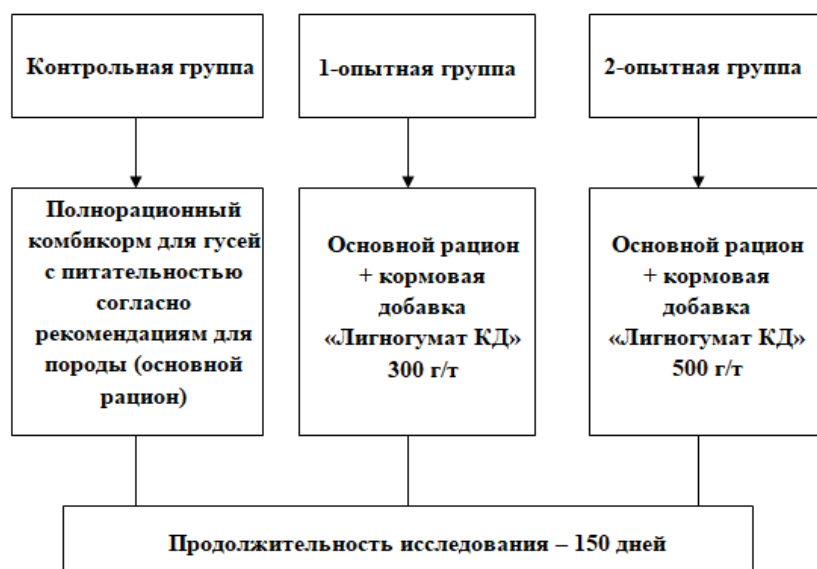 Контрольная группа
1-опытная группа
2-опытная группа
Полнорационный
комбикорм для гусей
с питательностью
согласно
рекомендациям для
породы (основной
рацион)
Основной рацион
+ кормовая
добавка
«Лигногумат КД»
300 г/т
Основной рацион
+ кормовая
добавка
«Лигногумат КД»
500 г/т
Продолжительность исследования – 150 дней